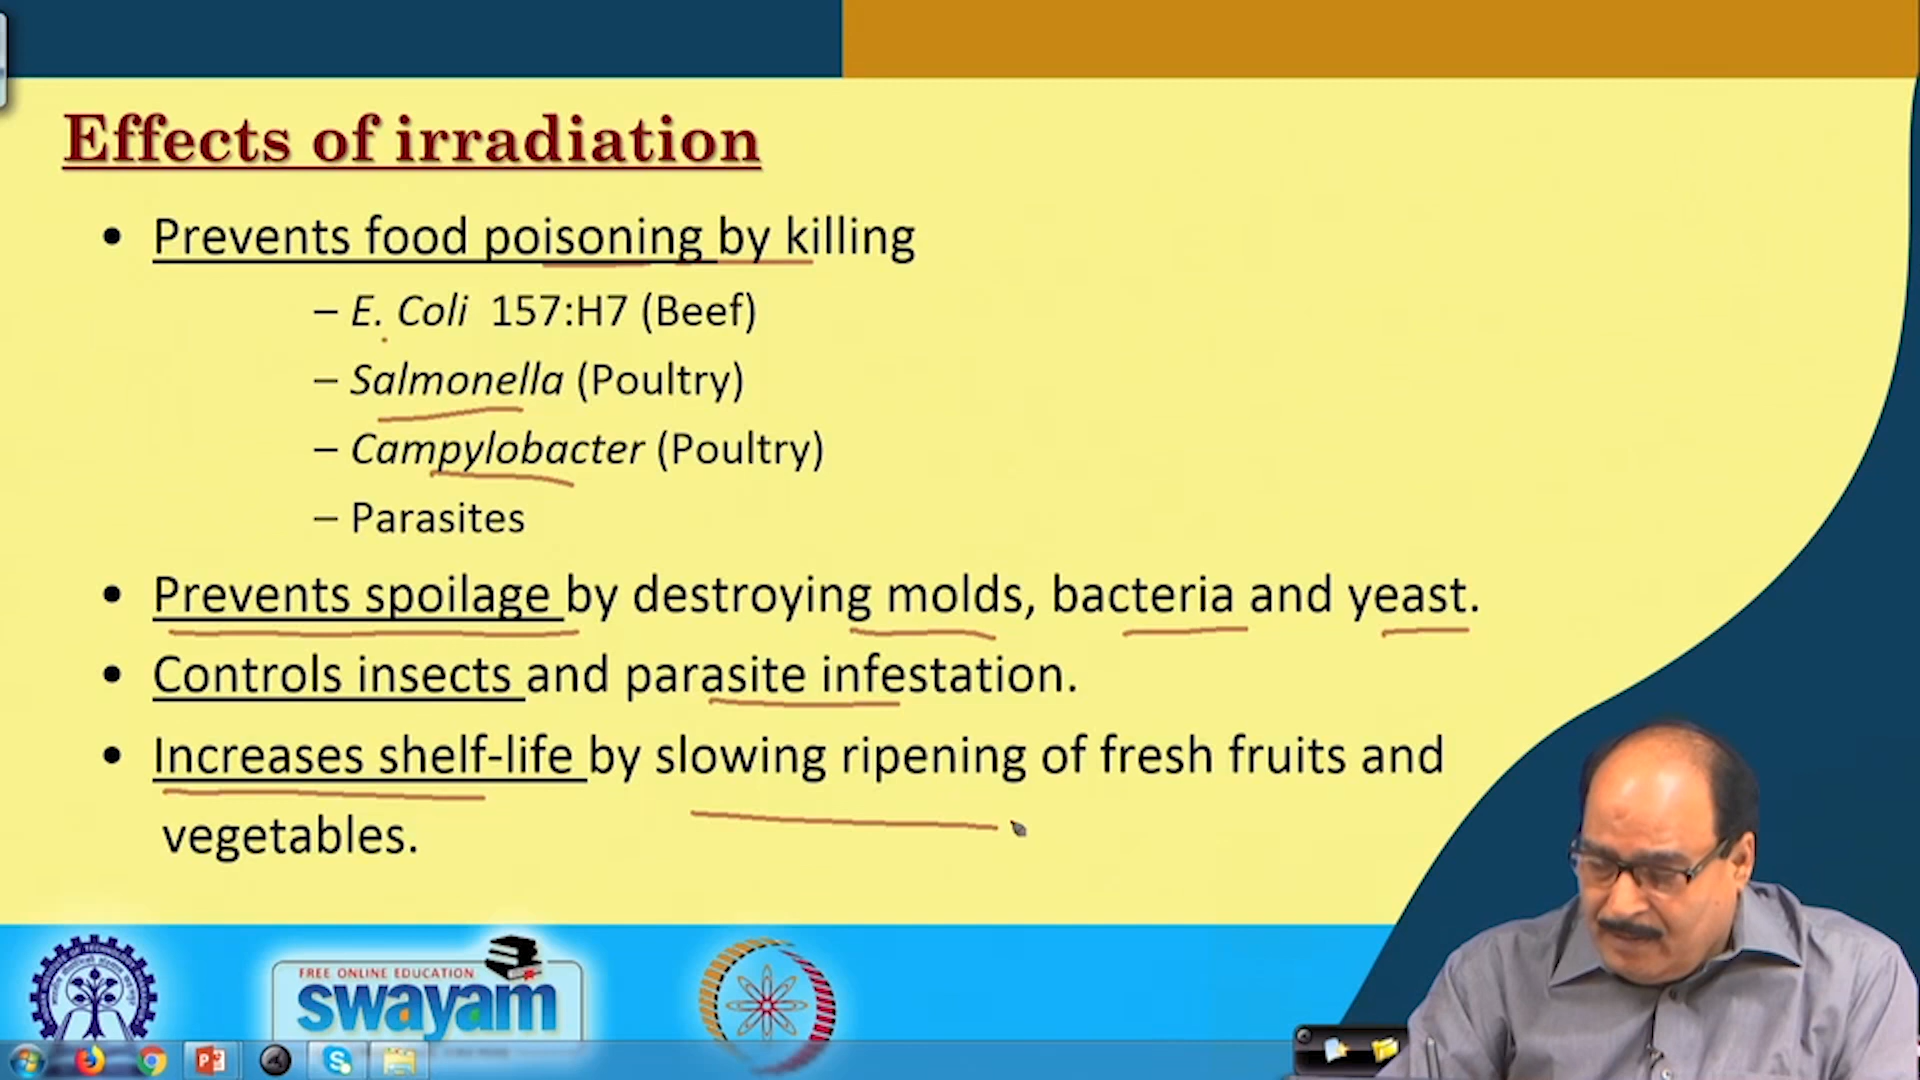 Effects of irradiation
• Prevents food poisoning by killing
– E. Coli 157:H7 (Beef)
– Salmonella (Poultry)
– Campylobacter (Poultry)
– Parasites
• Prevents spoilage by destroying molds, bacteria and yeast.
• Controls insects and parasite infestation.
• Increases shelf-life by slowing ripening of fresh fruits and
vegetables.
FREE ONLINE EDUCATION
swayam